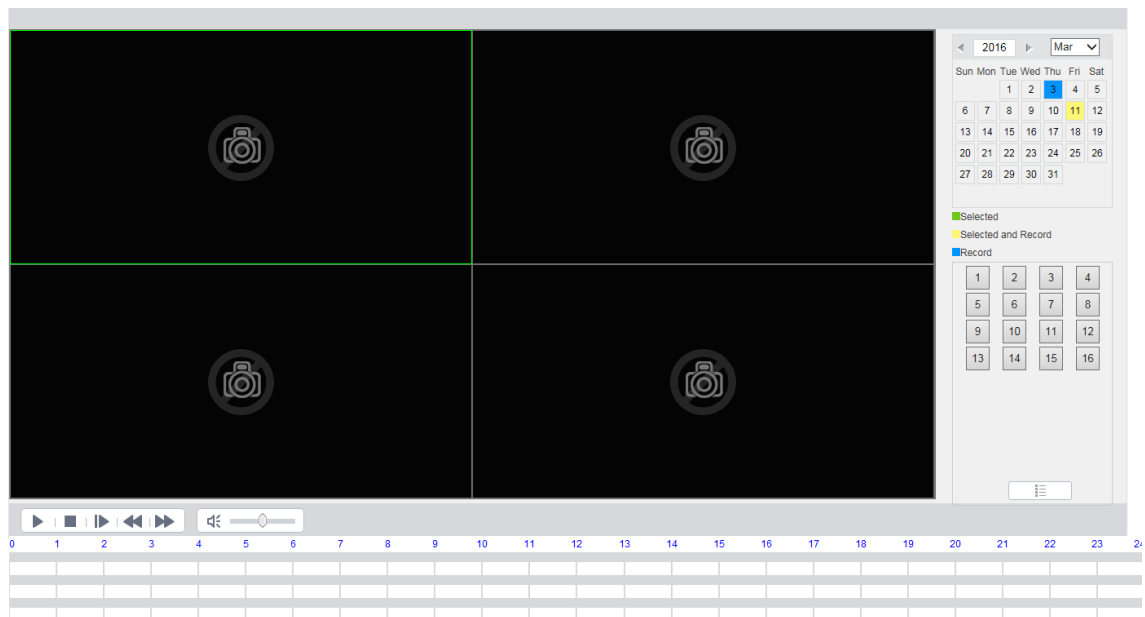 2016 Mar
Sun Mon Tue Wed Thu Fri Sat
1 2 3 4 5
6 7 8 9 10 11 12
13 14 15 16 17 18 19
20 21 22 23 24 25 26
27 28 29 30 31
Selected
Selected and Record
Record
1 2 3 4
5 6 7 8
9 10 11 12
13 14 15 16
0 1 2 3 4 5 6 7 8 9 10 11 12 13 14 15 16 17 18 19 20 21 22 23 24